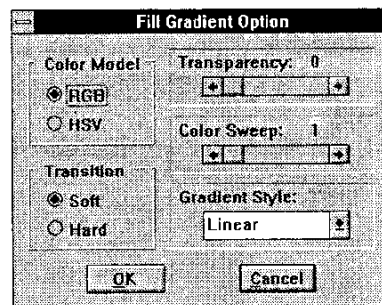 Fill Gradient Option
Color Model
RGB
HSV
Transition
Soft
Hard
Transparency: 0
Color Sweep: 1
Gradient Style:
Linear
OK
Cancel